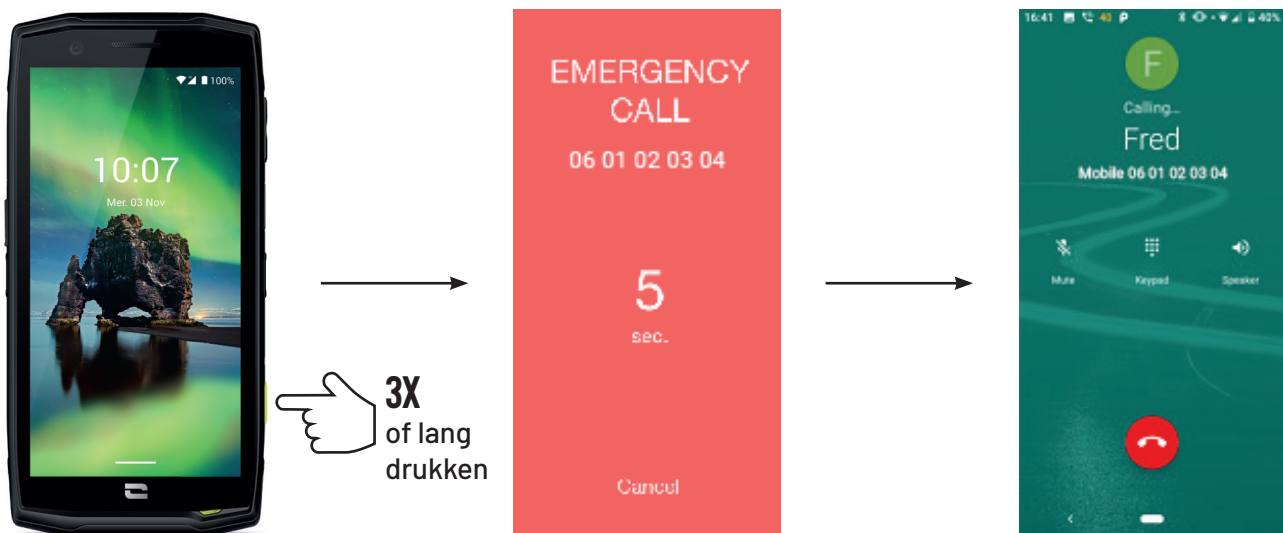 100%
10:07
Mer. 03 Nov
3X
of lang
drukken
EMERGENCY
CALL
06 01 02 03 04
5
sec.
Cancel
16:41 40 P 40%
F
Calling...
Fred
Mobile 06 01 02 03 04
Mute Keypad Speaker